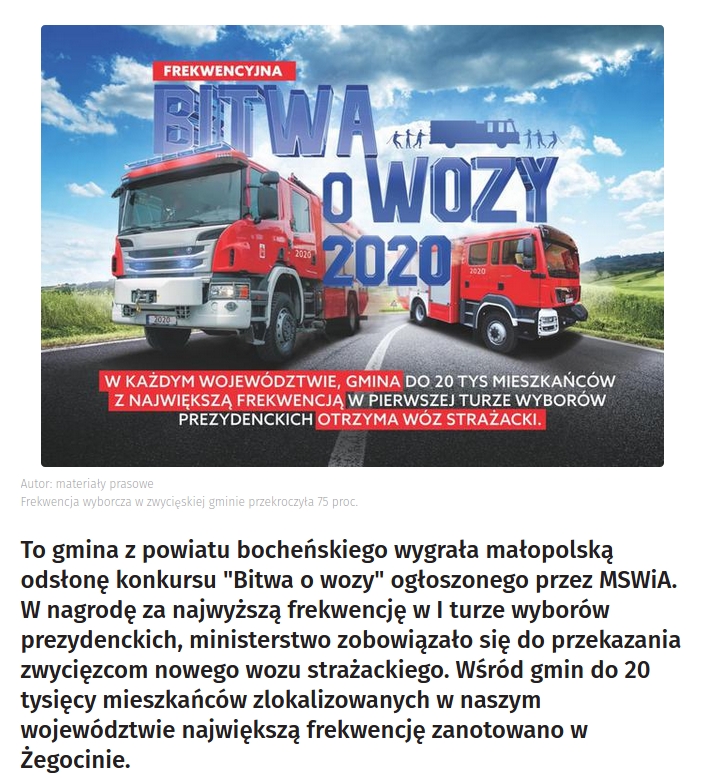 FREKWENCYJNA
BITWA
O WOZY
2020
2020
2020
2020
W KAŻDYM WOJEWÓDZTWIE, GMINA DO 20 TYS MIESZKAŃCÓW
Z NAJWIĘKSZĄ FREKWENCJĄ W PIERWSZEJ TURZE WYBORÓW
PREZYDENCKICH OTRZYMA WÓZ STRAŻACKI.
Autor: materiały prasowe
Frekwencja wyborcza w zwycięskiej gminie przekroczyła 75 proc.
To gmina z powiatu bocheńskiego wygrała małopolską
odsłonę konkursu "Bitwa o wozy" ogłoszonego przez MSWiA.
W nagrodę za najwyższą frekwencję w I turze wyborów
prezydenckich, ministerstwo zobowiązało się do przekazania
zwycięzcom nowego wozu strażackiego. Wśród gmin do 20
tysięcy mieszkańców zlokalizowanych w naszym
województwie największą frekwencję zanotowano w
Żegocinie.